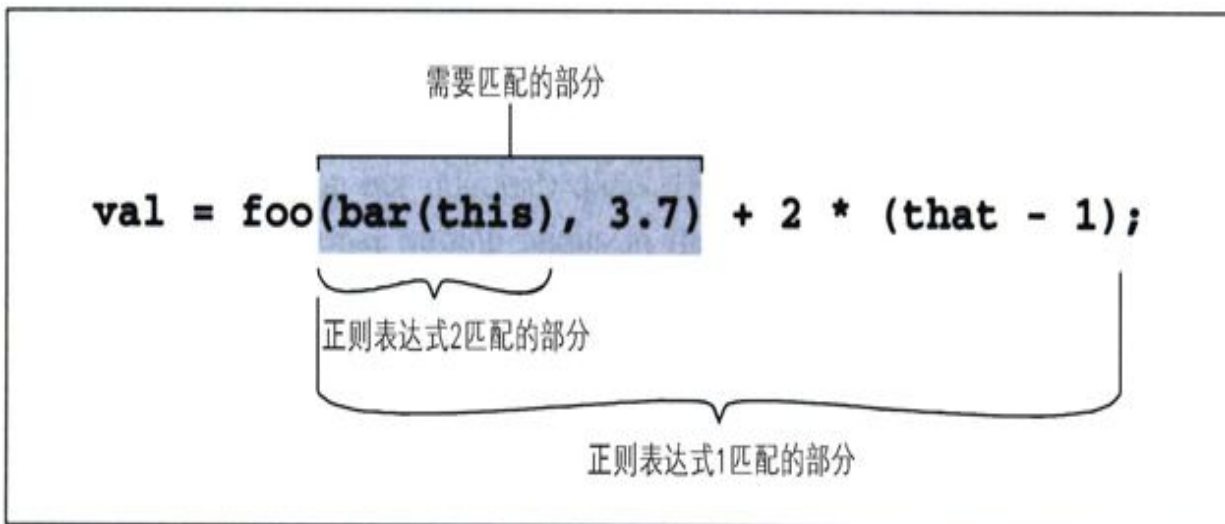 需要匹配的部分
val = foo(bar(this), 3.7) + 2 * (that - 1);
正则表达式2匹配的部分
正则表达式1匹配的部分